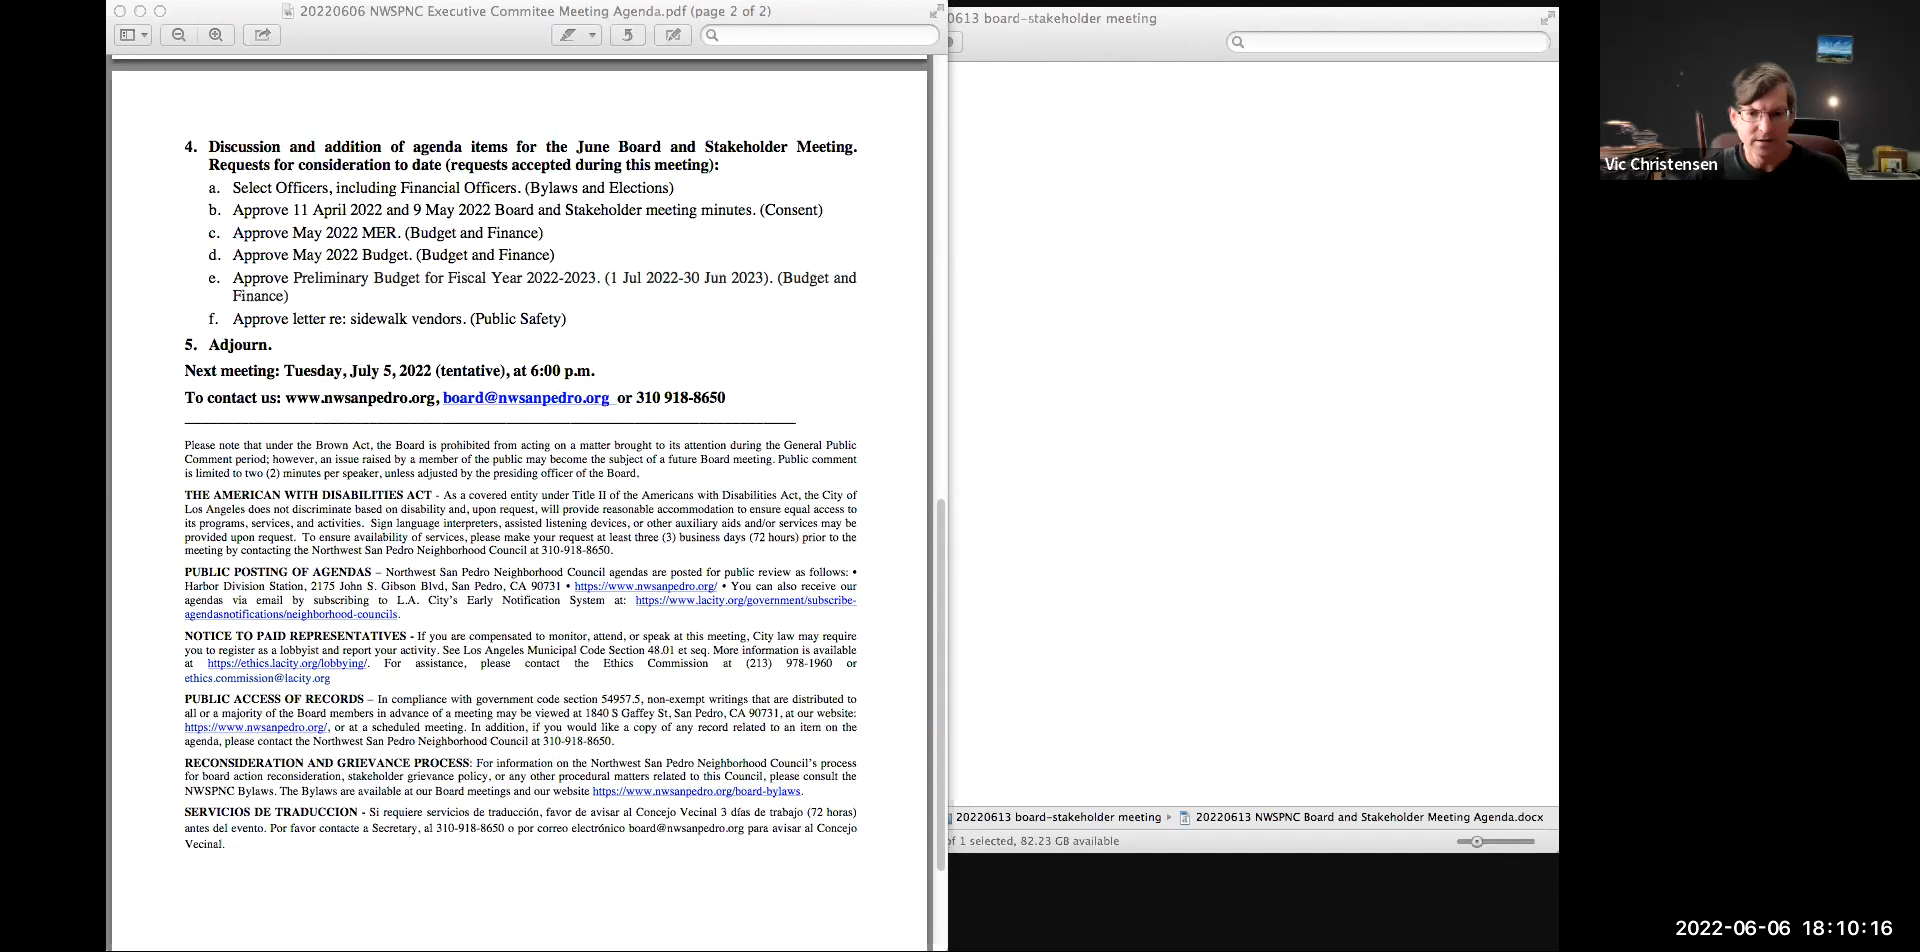 20220606 NWSPNC Executive Commitee Meeting Agenda.pdf (page 2 of 2)
0613 board-stakeholder meeting
Vic Christensen
4. Discussion and addition of agenda items for the June Board and Stakeholder Meeting.
Requests for consideration to date (requests accepted during this meeting):
a. Select Officers, including Financial Officers. (Bylaws and Elections)
b. Approve 11 April 2022 and 9 May 2022 Board and Stakeholder meeting minutes. (Consent)
c. Approve May 2022 MER. (Budget and Finance)
d. Approve May 2022 Budget. (Budget and Finance)
e. Approve Preliminary Budget for Fiscal Year 2022-2023. (1 Jul 2022-30 Jun 2023). (Budget and
Finance)
f. Approve letter re: sidewalk vendors. (Public Safety)
5. Adjourn.
Next meeting: Tuesday, July 5, 2022 (tentative), at 6:00 p.m.
To contact us: www.nwsanpedro.org, board@nwsanpedro.org or 310 918-8650
Please note that under the Brown Act, the Board is prohibited from acting on a matter brought to its attention during the General Public
Comment period; however, an issue raised by a member of the public may become the subject of a future Board meeting. Public comment
is limited to two (2) minutes per speaker, unless adjusted by the presiding officer of the Board.
THE AMERICAN WITH DISABILITIES ACT - As a covered entity under Title II of the Americans with Disabilities Act, the City of
Los Angeles does not discriminate based on disability and, upon request, will provide reasonable accommodation to ensure equal access to
its programs, services, and activities. Sign language interpreters, assisted listening devices, or other auxiliary aids and/or services may be
provided upon request. To ensure availability of services, please make your request at least three (3) business days (72 hours) prior to the
meeting by contacting the Northwest San Pedro Neighborhood Council at 310-918-8650.
PUBLIC POSTING OF AGENDAS – Northwest San Pedro Neighborhood Council agendas are posted for public review as follows: •
Harbor Division Station, 2175 John S. Gibson Blvd, San Pedro, CA 90731 • https://www.nwsanpedro.org/ • You can also receive our
agendas via email by subscribing to L.A. City's Early Notification System at: https://www.lacity.org/government/subscribe-
agendasnotifications/neighborhood-councils.
NOTICE TO PAID REPRESENTATIVES - If you are compensated to monitor, attend, or speak at this meeting, City law may require
you to register as a lobbyist and report your activity. See Los Angeles Municipal Code Section 48.01 et seq. More information is available
at https://ethics.lacity.org/lobbying/. For assistance, please contact the Ethics Commission at (213) 978-1960 or
ethics.commission@lacity.org
PUBLIC ACCESS OF RECORDS – In compliance with government code section 54957.5, non-exempt writings that are distributed to
all or a majority of the Board members in advance of a meeting may be viewed at 1840 S Gaffey St, San Pedro, CA 90731, at our website:
https://www.nwsanpedro.org/, or at a scheduled meeting. In addition, if you would like a copy of any record related to an item on the
agenda, please contact the Northwest San Pedro Neighborhood Council at 310-918-8650.
RECONSIDERATION AND GRIEVANCE PROCESS: For information on the Northwest San Pedro Neighborhood Council's process
for board action reconsideration, stakeholder grievance policy, or any other procedural matters related to this Council, please consult the
NWSPNC Bylaws. The Bylaws are available at our Board meetings and our website https://www.nwsanpedro.org/board-bylaws.
SERVICIOS DE TRADUCCION - Si requiere servicios de traducción, favor de avisar al Concejo Vecinal 3 días de trabajo (72 horas)
antes del evento. Por favor contacte a Secretary, al 310-918-8650 o por correo electrónico board@nwsanpedro.org para avisar al Concejo
Vecinal.
20220613 board-stakeholder meeting ▸ 20220613 NWSPNC Board and Stakeholder Meeting Agenda.docx
of 1 selected, 82.23 GB available
2022-06-06 18:10:16